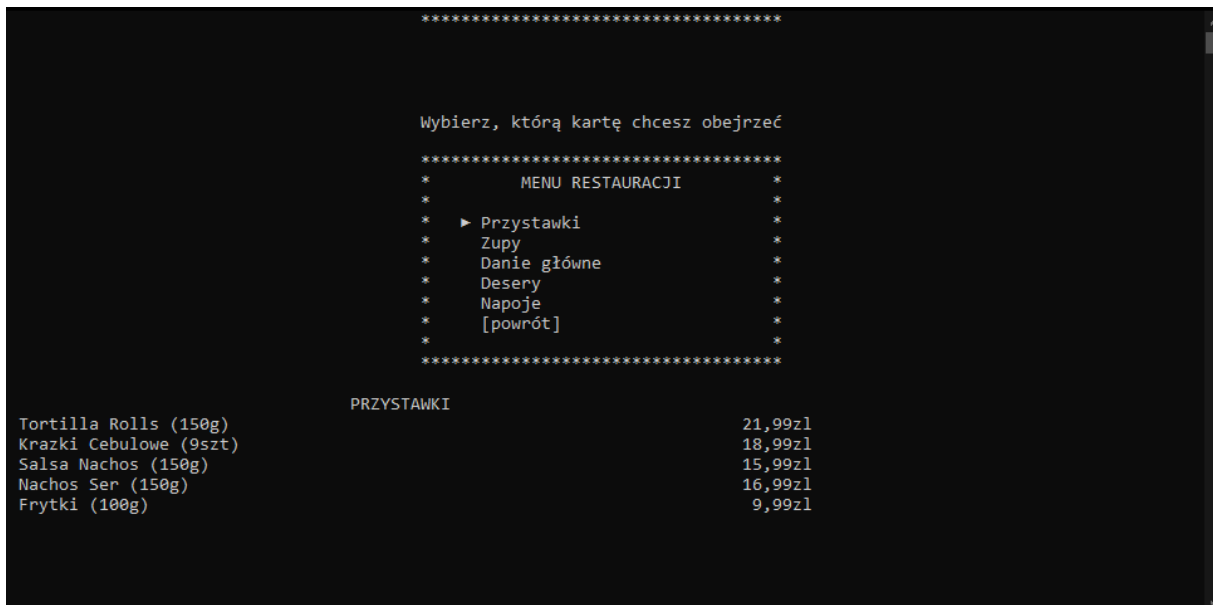 ************************************
Wybierz, którą kartę chcesz obejrzeć
************************************
* MENU RESTAURACJI *
* *
* ► Przystawki *
* Zupy *
* Danie główne *
* Desery *
* Napoje *
* [powrót] *
* *
************************************
PRZYSTAWKI
Tortilla Rolls (150g) 21,99zl
Krazki Cebulowe (9szt) 18,99zl
Salsa Nachos (150g) 15,99zl
Nachos Ser (150g) 16,99zl
Frytki (100g) 9,99zl